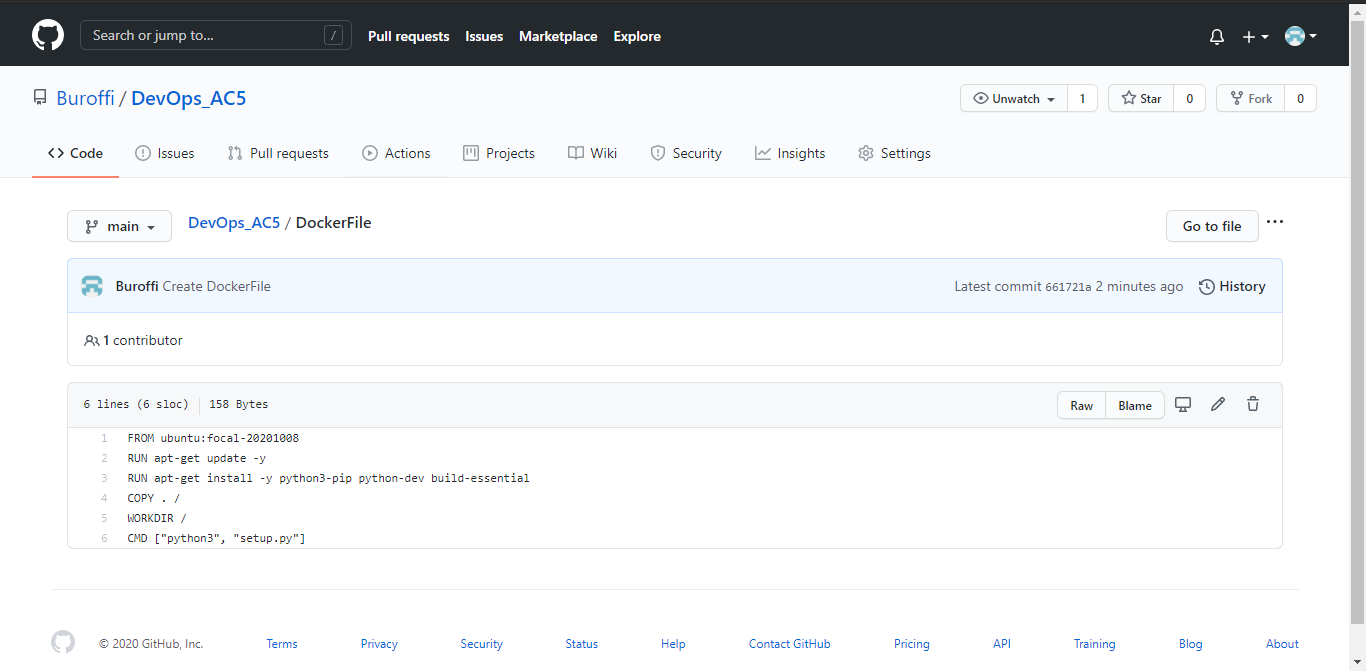 Search or jump to... /
Pull requests Issues Marketplace Explore
Buroffi / DevOps_AC5
Unwatch 1 Star 0 Fork 0
Code Issues Pull requests Actions Projects Wiki Security Insights Settings
main DevOps_AC5 / DockerFile Go to file ...
Buroffi Create DockerFile Latest commit 661721a 2 minutes ago History
1 contributor
6 lines (6 sloc) 158 Bytes Raw Blame
1 FROM ubuntu:focal-20201008
2 RUN apt-get update -y
3 RUN apt-get install -y python3-pip python-dev build-essential
4 COPY . /
5 WORKDIR /
6 CMD ["python3", "setup.py"]
© 2020 GitHub, Inc. Terms Privacy Security Status Help Contact GitHub Pricing API Training Blog About